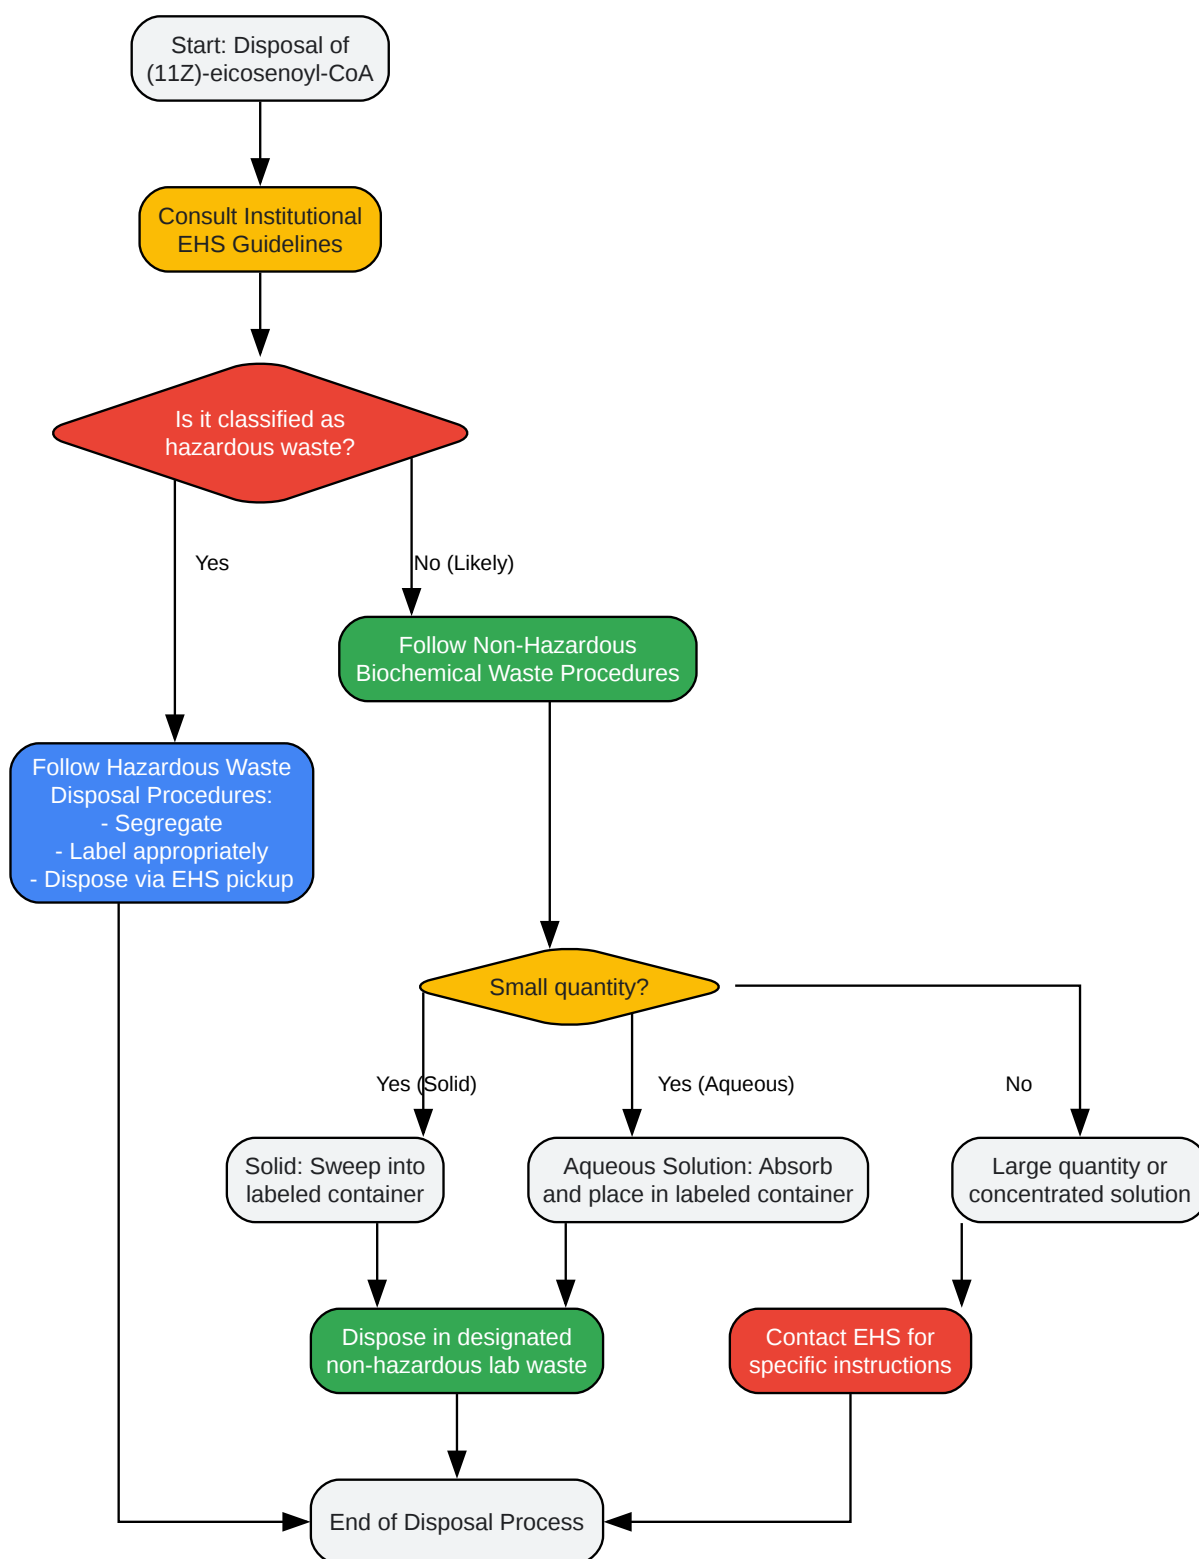 Start: Disposal of
(11Z)-eicosenoyl-CoA
Consult Institutional
EHS Guidelines
Is it classified as
hazardous waste?
Yes
No (Likely)
Follow Non-Hazardous
Biochemical Waste Procedures
Follow Hazardous Waste
Disposal Procedures:
- Segregate
- Label appropriately
- Dispose via EHS pickup
Small quantity?
Yes (Solid)
Yes (Aqueous)
No
Solid: Sweep into
labeled container
Aqueous Solution: Absorb
and place in labeled container
Large quantity or
concentrated solution
Dispose in designated
non-hazardous lab waste
Contact EHS for
specific instructions
End of Disposal Process